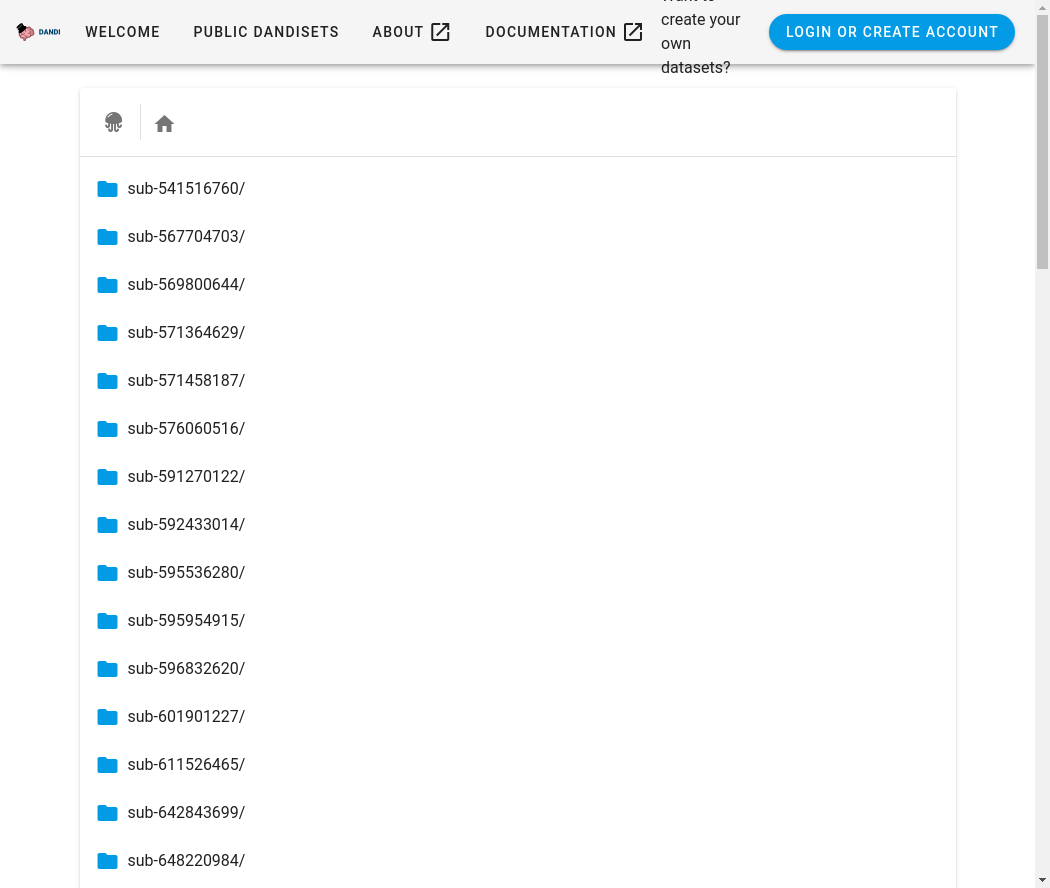 DANDI
WELCOME
PUBLIC DANDISETS
ABOUT
DOCUMENTATION
create your
own
datasets?
LOGIN OR CREATE ACCOUNT
sub-541516760/
sub-567704703/
sub-569800644/
sub-571364629/
sub-571458187/
sub-576060516/
sub-591270122/
sub-592433014/
sub-595536280/
sub-595954915/
sub-596832620/
sub-601901227/
sub-611526465/
sub-642843699/
sub-648220984/